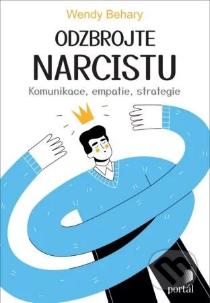 Wendy Behary
ODZBROJTE
NARCISTU
Komunikace, empatie, strategie
portál